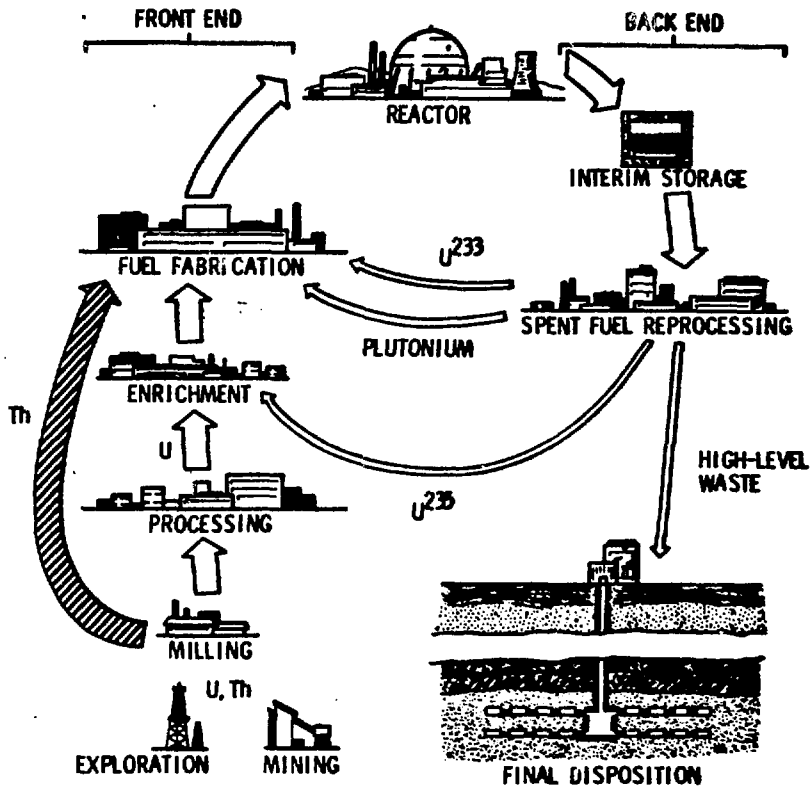 FRONT END
BACK END
REACTOR
INTERIM STORAGE
FUEL FABRICATION
U233
SPENT FUEL REPROCESSING
PLUTONIUM
ENRICHMENT
Th
U
HIGH-LEVEL
WASTE
U235
PROCESSING
MILLING
U, Th
EXPLORATION
MINING
FINAL DISPOSITION